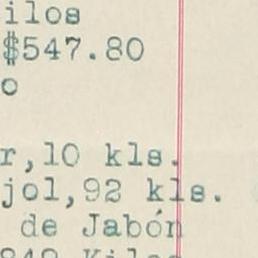 ilos
$547.80
o
r,10 kls.
jol,92 kls.
de Jabón